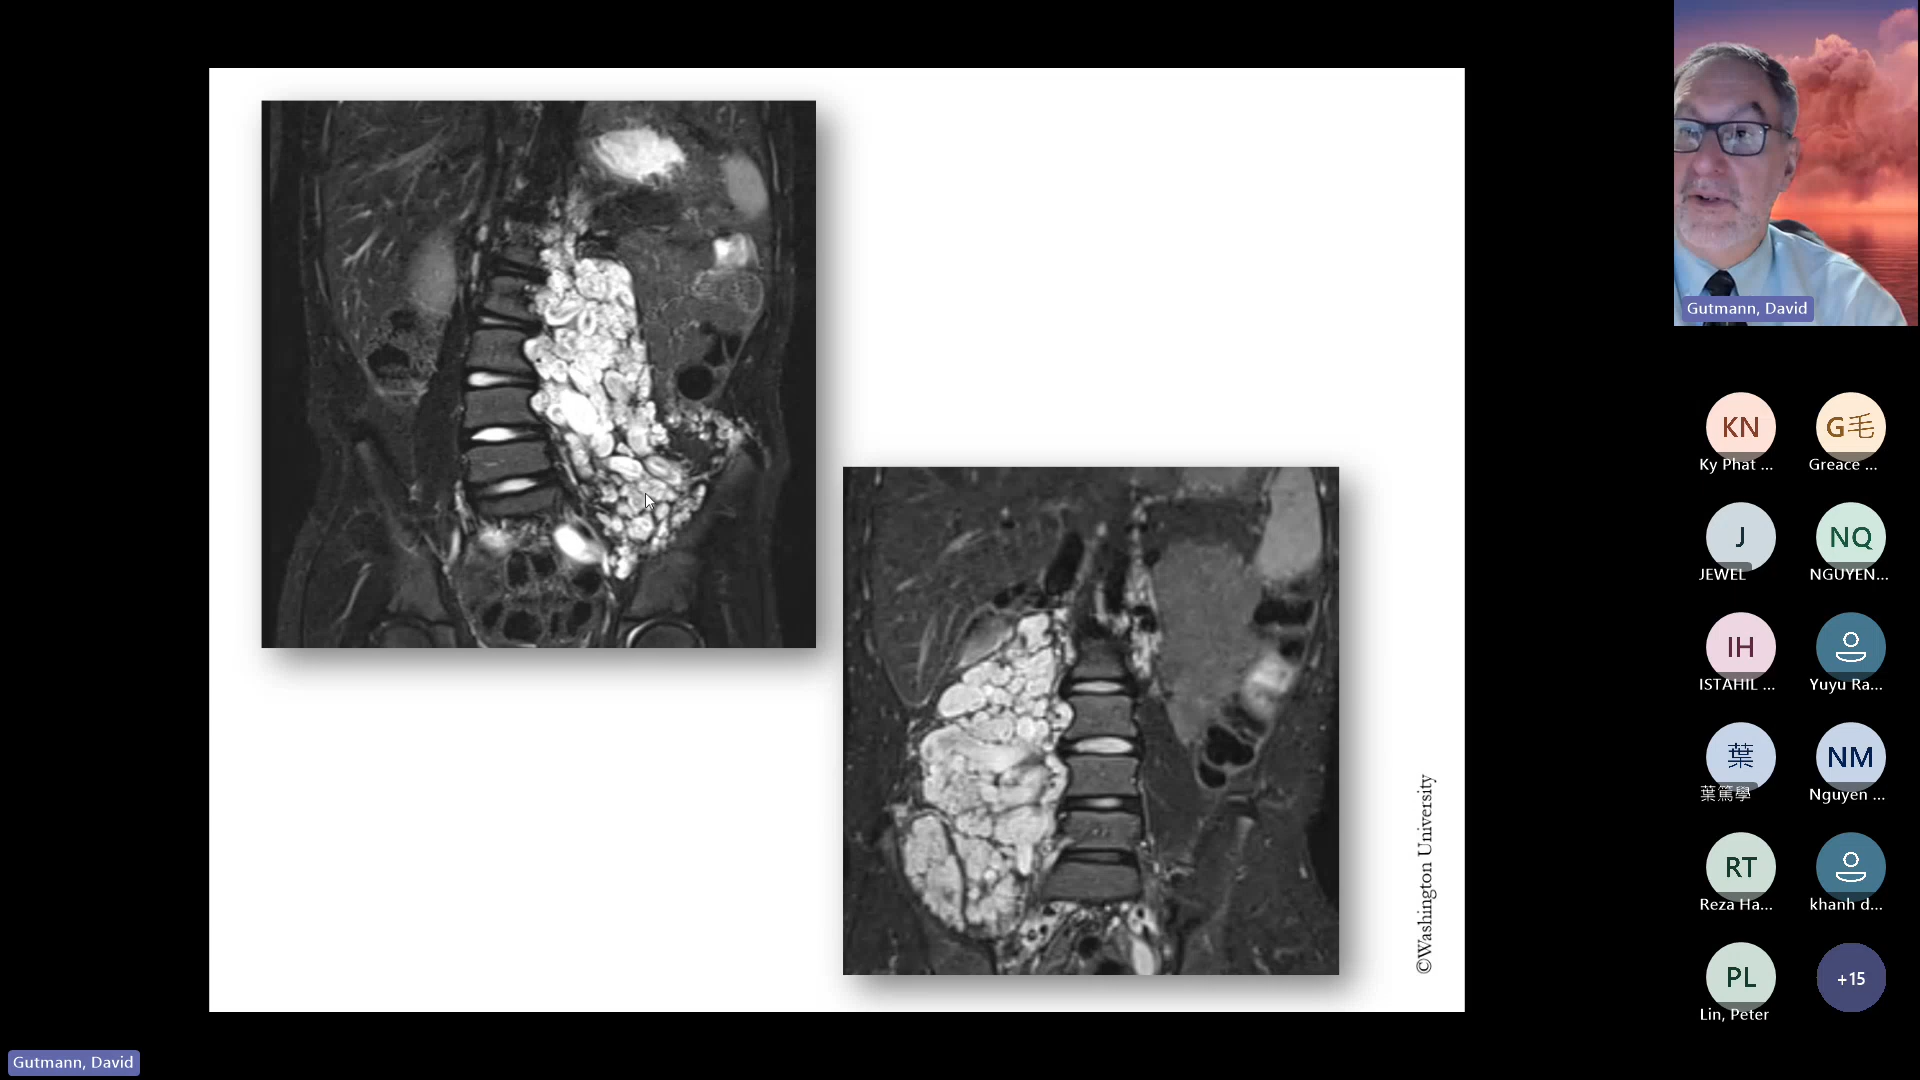 ©Washington University
Gutmann, David
KN
Ky Phat ...
G毛
Greace ...
J
JEWEL
NQ
NGUYEN...
IH
ISTAHIL ...
Yuyu Ra...
葉
葉篤學
NM
Nguyen ...
RT
Reza Ha...
khanh d...
PL
Lin, Peter
+15
Gutmann, David